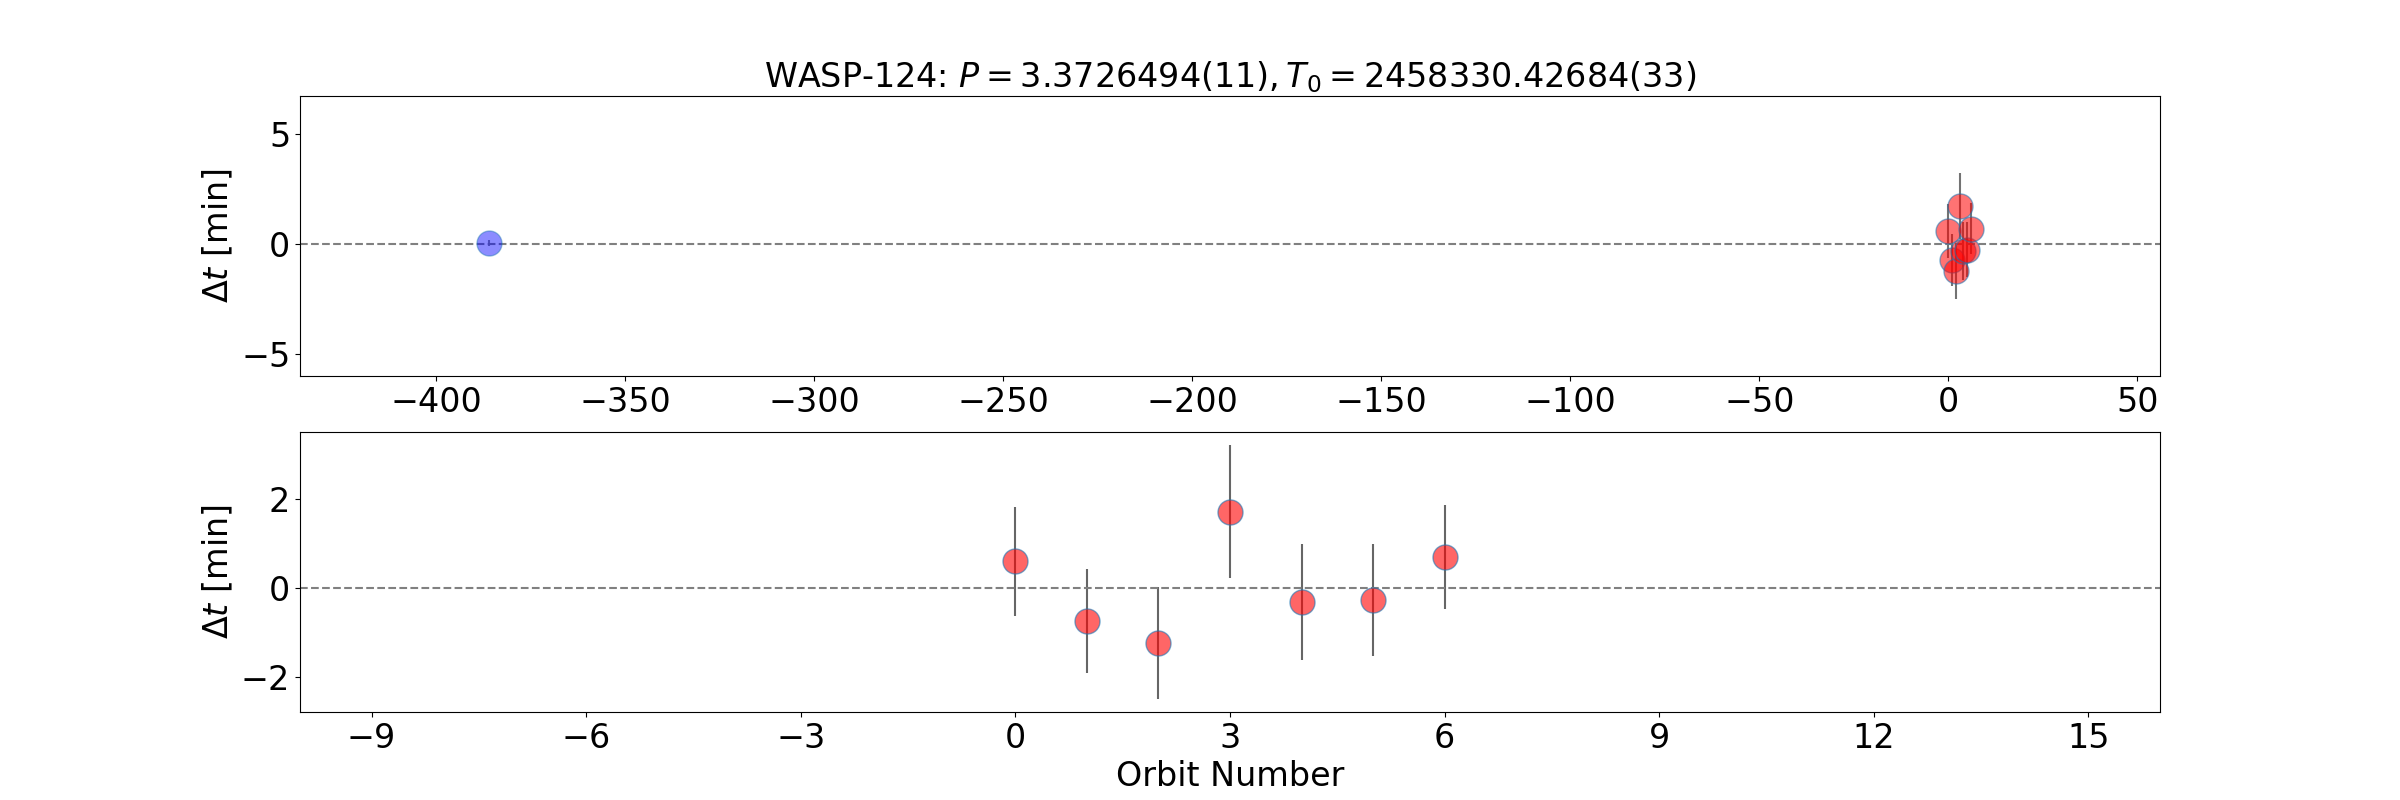 WASP-124: P = 3.3726494(11), T₀ = 2458330.42684(33)
Δt [min]
5
0
−5
−400 −350 −300 −250 −200 −150 −100 −50 0 50
Δt [min]
2
0
−2
−9 −6 −3 0 3 6 9 12 15
Orbit Number